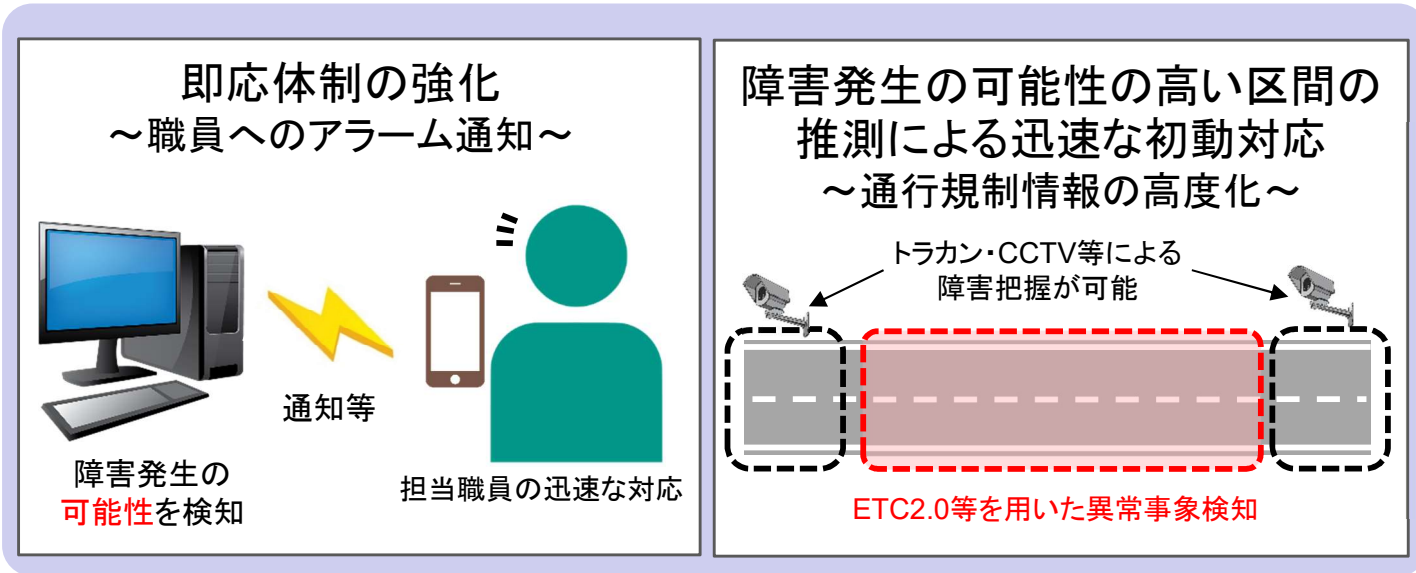 即応体制の強化
～職員へのアラーム通知～
通知等
障害発生の
可能性を検知
担当職員の迅速な対応
障害発生の可能性の高い区間の
推測による迅速な初動対応
～通行規制情報の高度化～
トラカン・CCTV等による
障害把握が可能
ETC2.0等を用いた異常事象検知